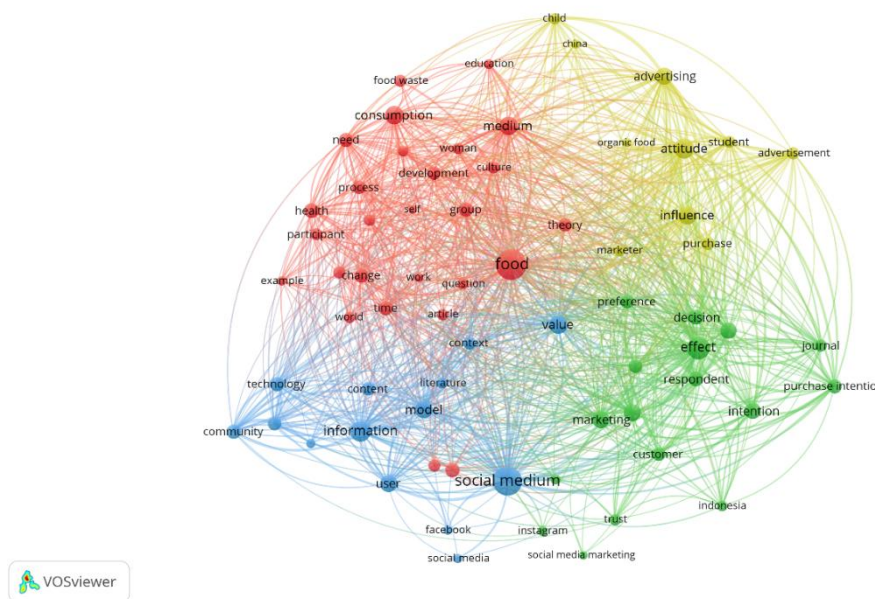 child
china
education
advertising
food waste
consumption
medium
need
woman
organic food
attitude
student
advertisement
culture
development
process
self
group
health
influence
theory
participant
marketer
purchase
food
example
change
work
question
preference
time
world
article
value
decision
context
effect
journal
technology
content
literature
respondent
purchase intentio
model
intention
community
information
marketing
customer
social medium
user
indonesia
trust
facebook
instagram
social media
social media marketing
VOSviewer